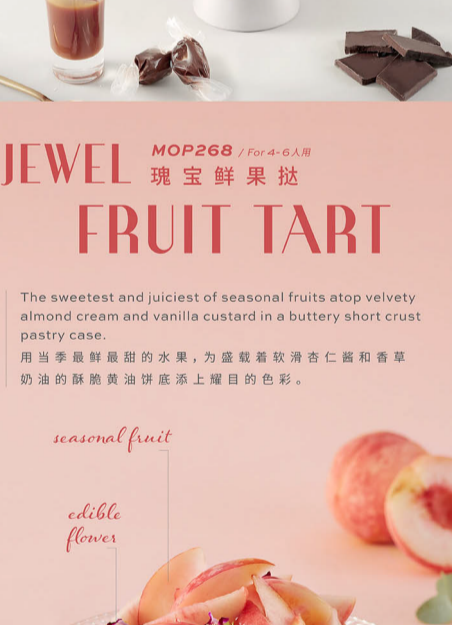 JEWEL
MOP268 / For 4-6人用
瑰宝鲜果挞
FRUIT TART
The sweetest and juiciest of seasonal fruits atop velvety
almond cream and vanilla custard in a buttery short crust
pastry case.
用当季最鲜最甜的水果，为盛载着软滑杏仁酱和香草
奶油的酥脆黄油饼底添上耀目的色彩。
seasonal fruit
edible
flower